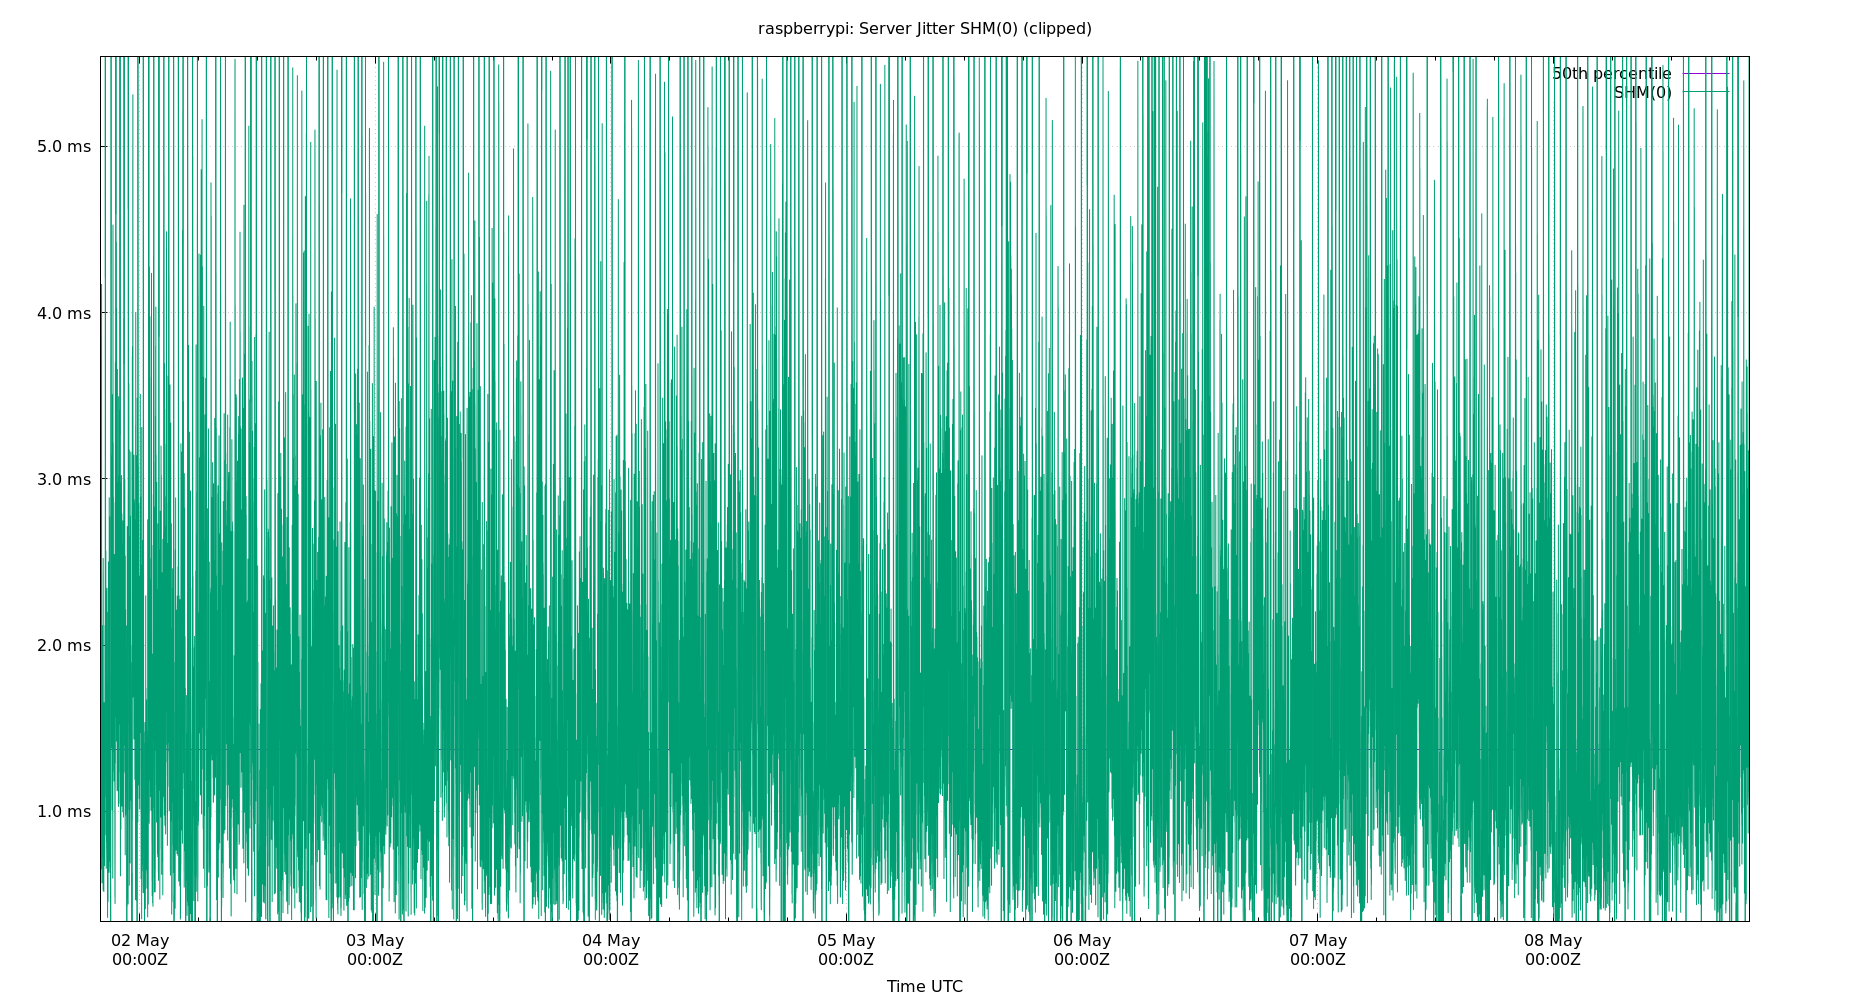 raspberrypi: Server Jitter SHM(0) (clipped)
50th percentile
SHM(0)
5.0 ms
4.0 ms
3.0 ms
2.0 ms
1.0 ms
02 May 03 May 04 May 05 May 06 May 07 May 08 May
00:00Z 00:00Z 00:00Z 00:00Z 00:00Z 00:00Z 00:00Z
Time UTC